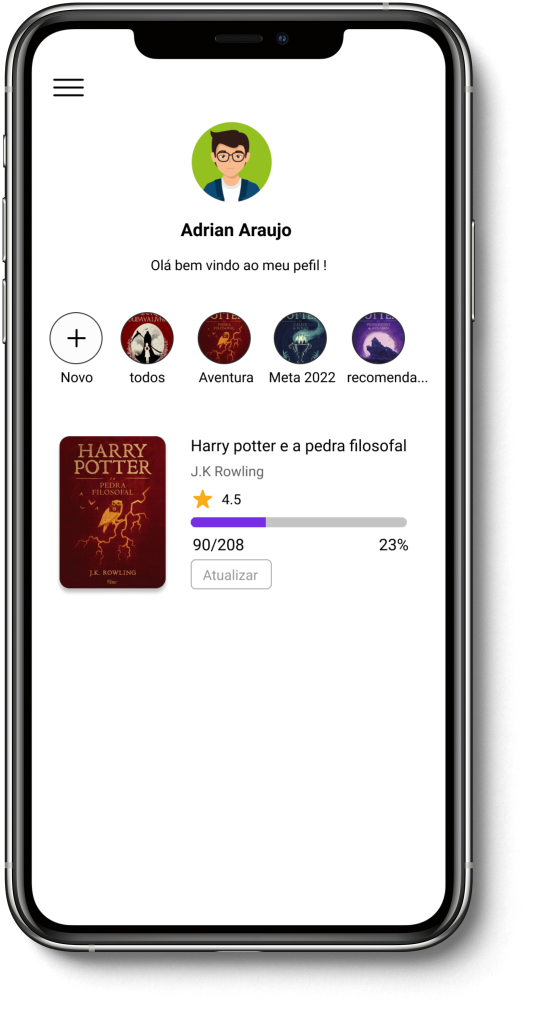 Adrian Araujo
Olá bem vindo ao meu pefil !
Novo
todos
Aventura
Meta 2022
recomenda...
HARRY
POTTER
PEDRA
FILOSOFAL
J.K. ROWLING
Harry potter e a pedra filosofal
J.K Rowling
4.5
90/208
23%
Atualizar